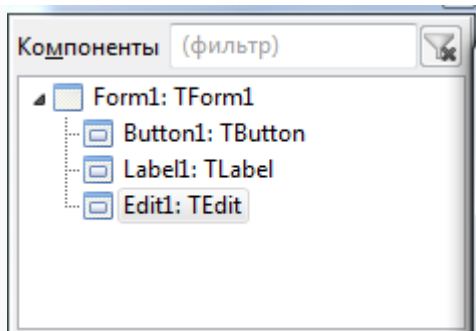 Компоненты (фильтр)
Form1: TForm1
Button1: TButton
Label1: TLabel
Edit1: TEdit